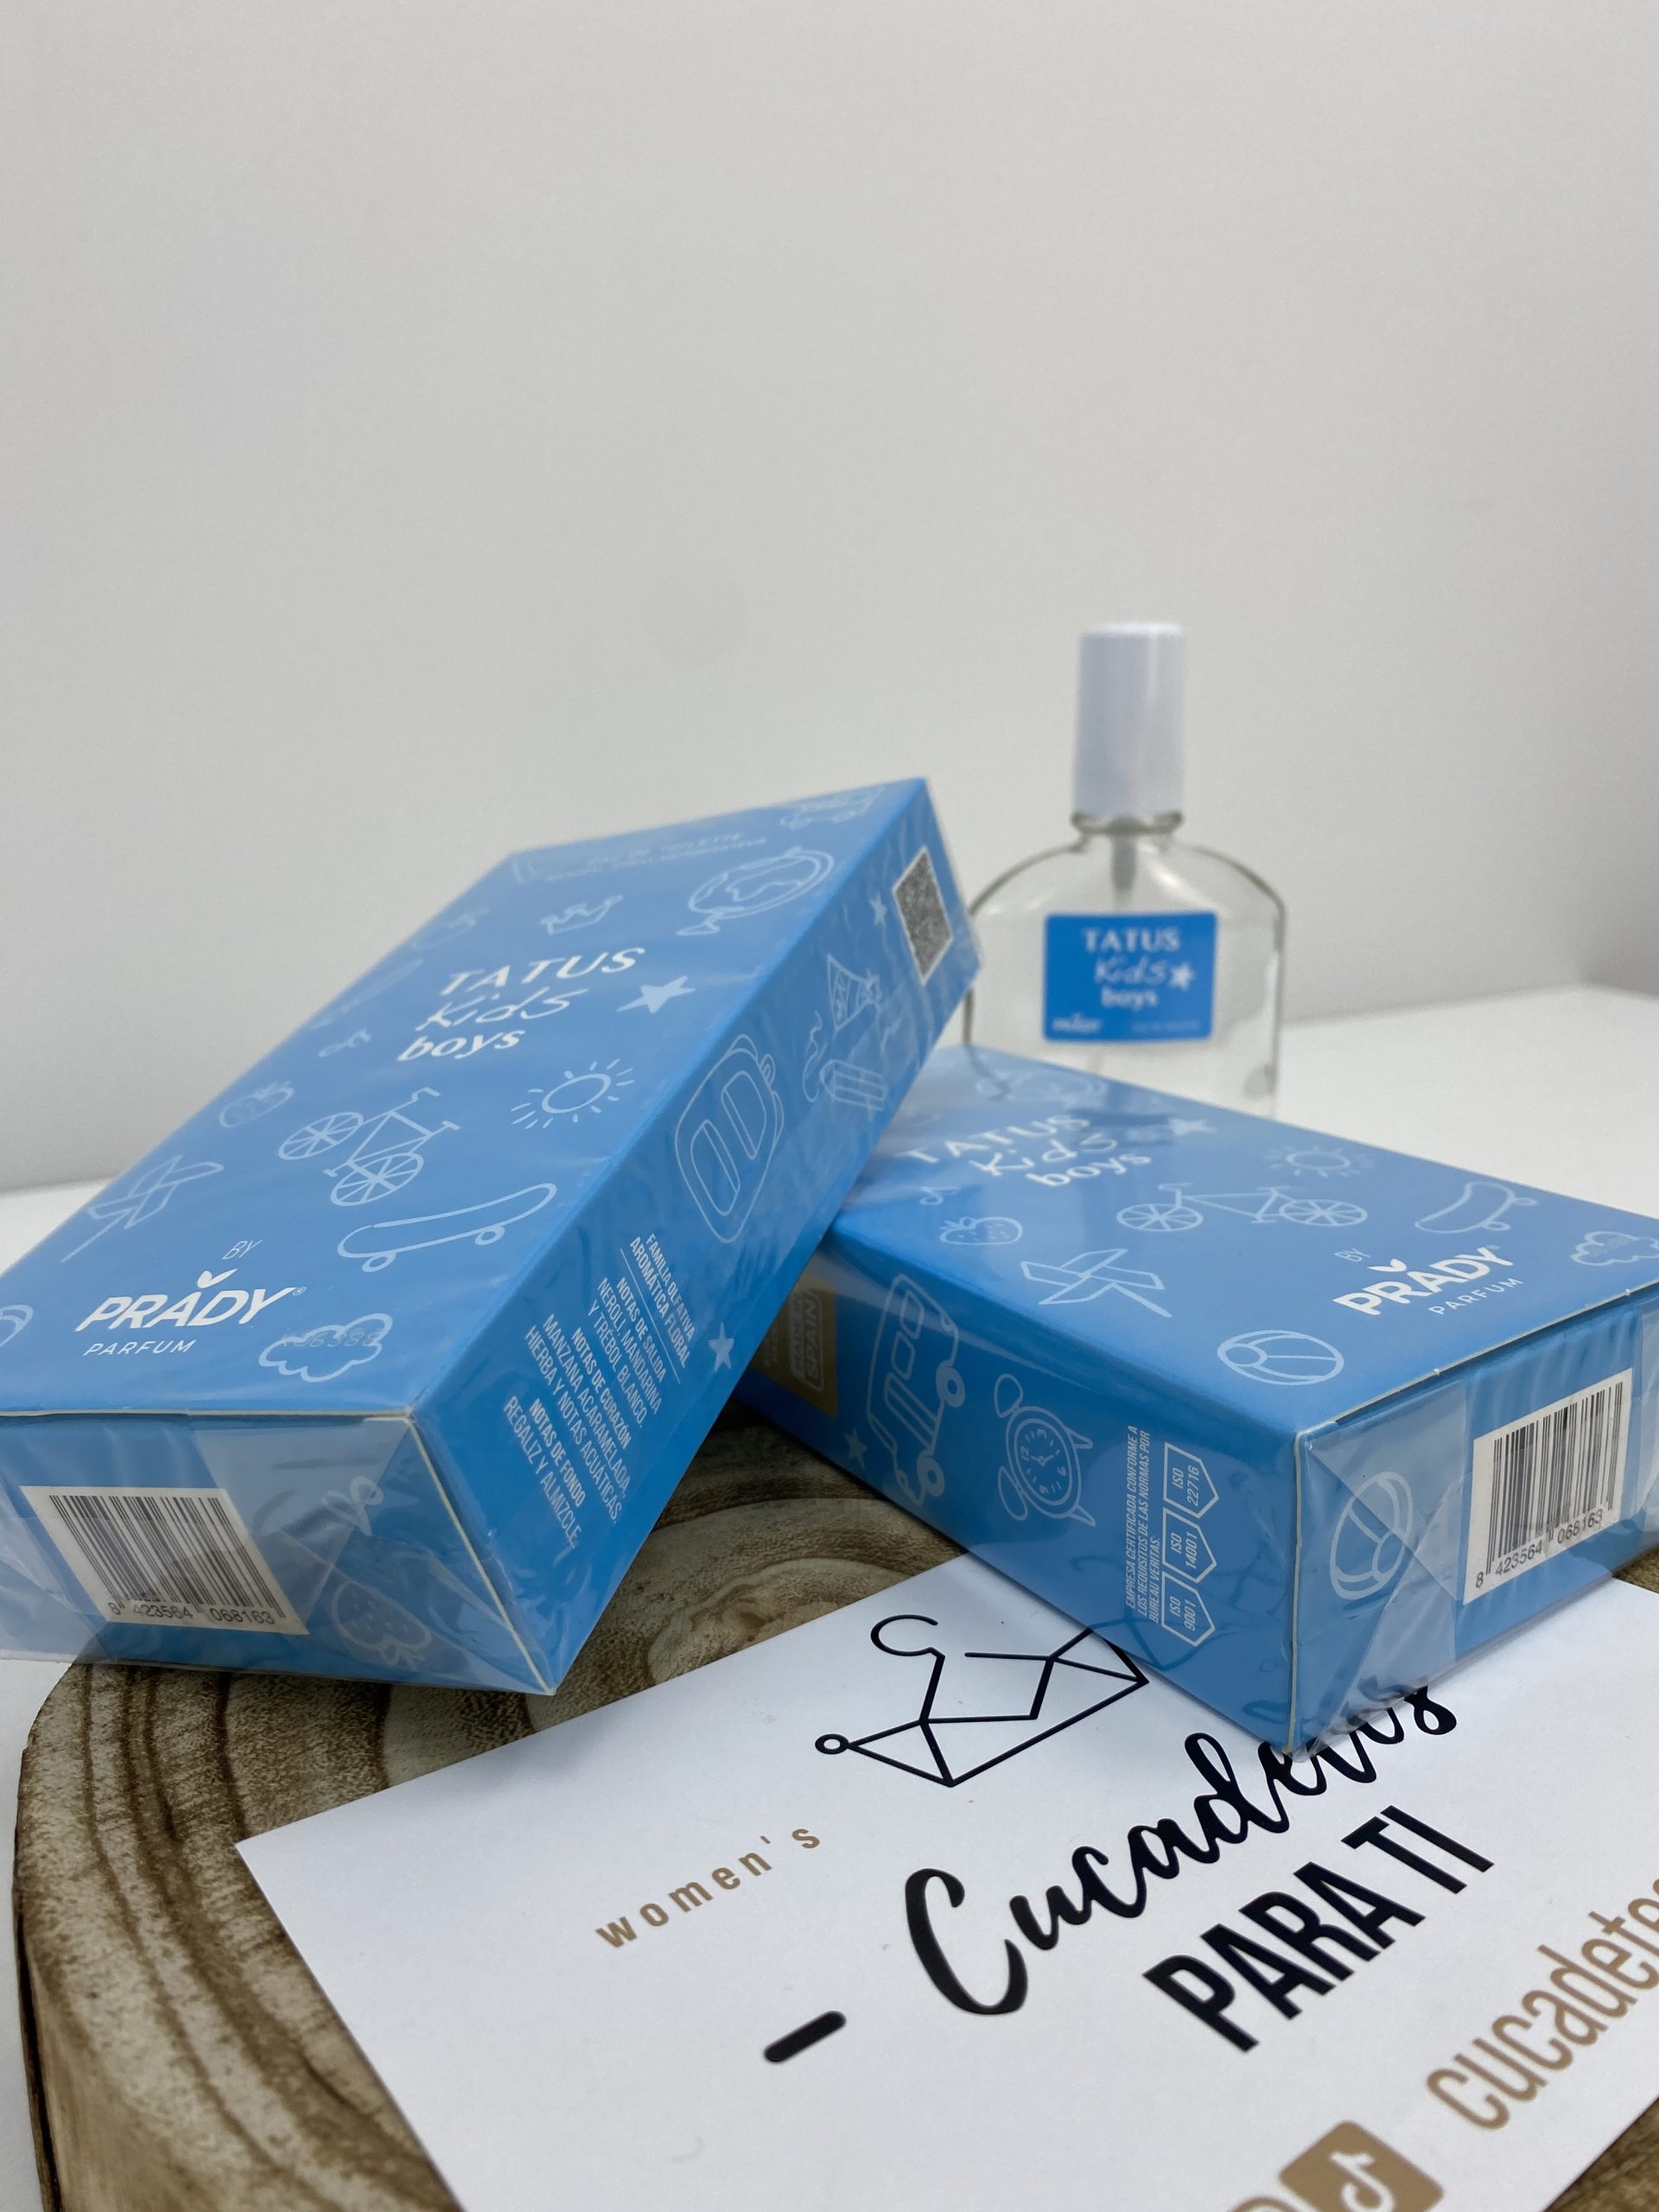 TATUS
Kids
boys
BY
PRADY®
PARFUM
FAMILIA OLFATIVA
AROMÁTICA FLORAL
NOTAS DE SALIDA
NEROLI, MANDARINA
Y TRÉBOL BLANCO.
NOTAS DE CORAZÓN
MANZANA ACARAMELADA,
HIERBA Y NOTAS ACUÁTICAS.
NOTAS DE FONDO
REGALIZ Y ALMIZCLE.
8 423564 068163
TATUS
Kids
boys
TATUS
Kids
boys
BY
PRADY®
PARFUM
SPAIN
EMPRESA CERTIFICADA CONFORME A
LOS REQUISITOS DE LAS NORMAS POR
BUREAU VERITAS:
ISO
9001
ISO
14001
ISO
22716
8 423564 068163
women's
- Cucadetas
PARA TI